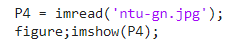 P4 = imread('ntu-gn.jpg');
figure;imshow(P4);